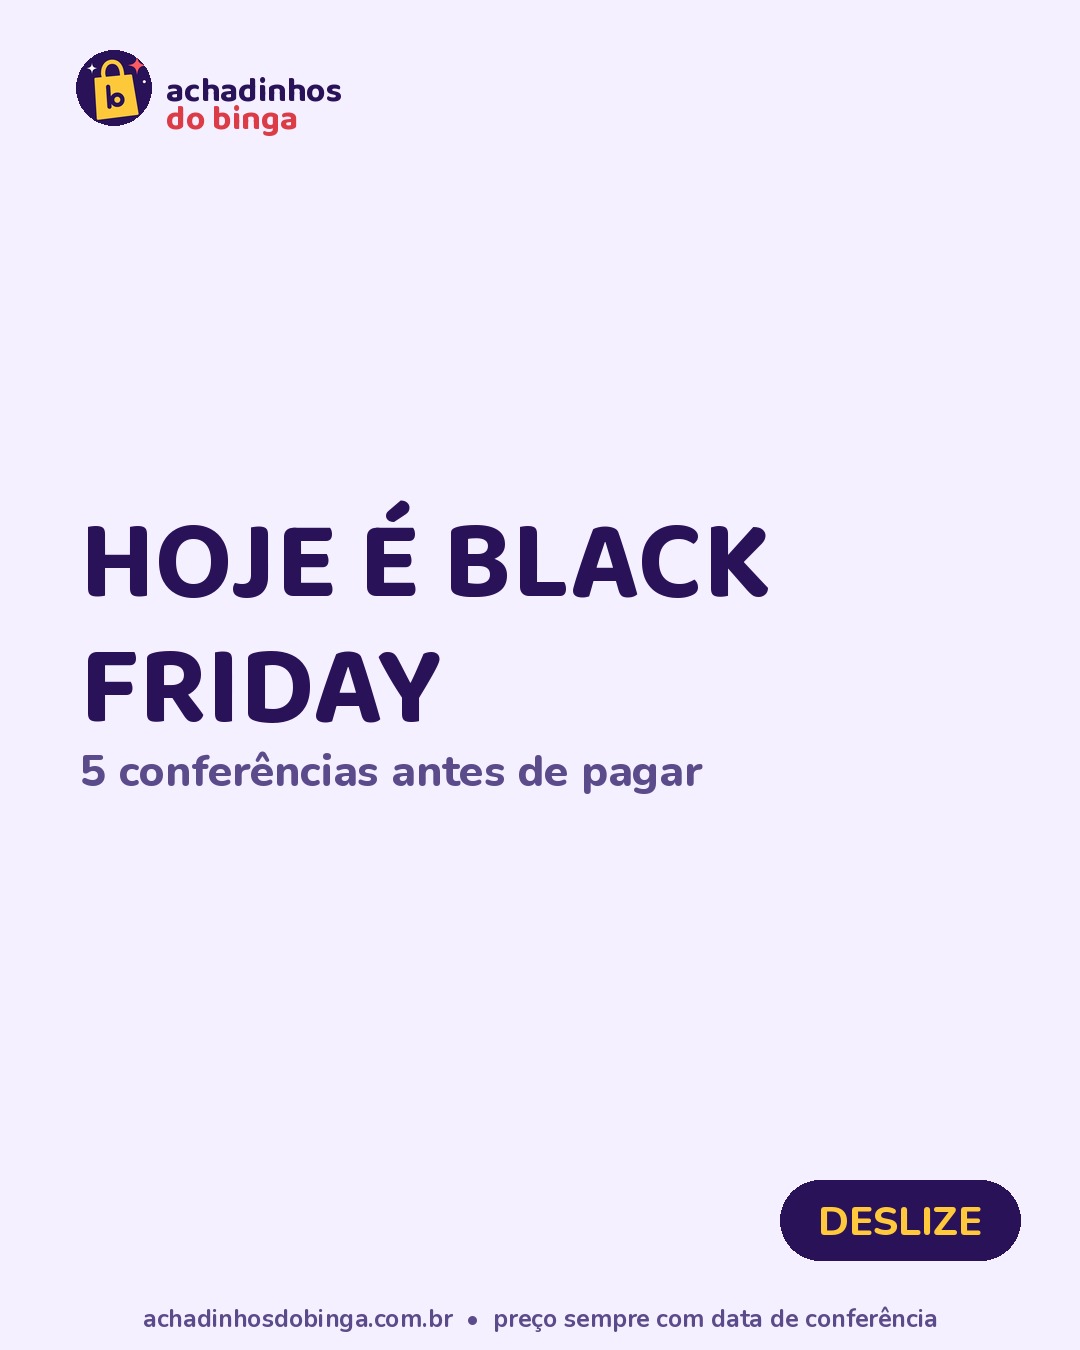 b
achadinhos
do binga
HOJE É BLACK
FRIDAY
5 conferências antes de pagar
DESLIZE
achadinhosdobinga.com.br • preço sempre com data de conferência